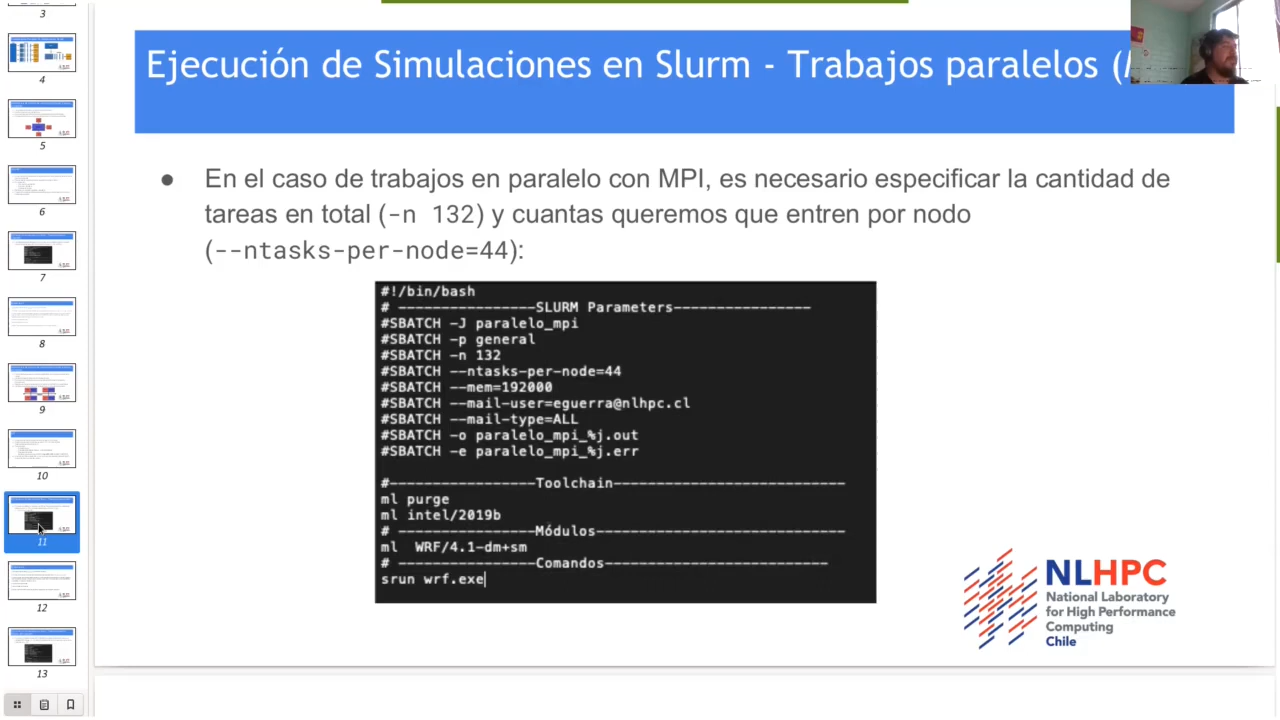 3
4
5
6
7
8
9
10
11
12
13
Ejecución de Simulaciones en Slurm - Trabajos paralelos (
● En el caso de trabajos en paralelo con MPI, es necesario especificar la cantidad de
tareas en total (-n 132) y cuantas queremos que entren por nodo
(--ntasks-per-node=44):
#!/bin/bash
# ----------------SLURM Parameters----------------
#SBATCH -J paralelo_mpi
#SBATCH -p general
#SBATCH -n 132
#SBATCH --ntasks-per-node=44
#SBATCH --mem=192000
#SBATCH --mail-user=eguerra@nlhpc.cl
#SBATCH --mail-type=ALL
#SBATCH -o paralelo_mpi_%j.out
#SBATCH -e paralelo_mpi_%j.err
#-----------------Toolchain---------------------------
ml purge
ml intel/2019b
# ----------------Módulos-----------------------------
ml  WRF/4.1-dm+sm
# ----------------Comandos--------------------------
srun wrf.exe
NLHPC
National Laboratory
for High Performance
Computing
Chile